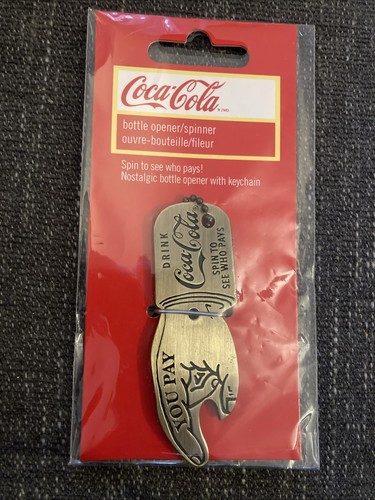 Coca-Cola
bottle opener/spinner
ouvre-bouteille/fileur
Spin to see who pays!
Nostalgic bottle opener with keychain
DRINK
Coca-Cola
SPIN TO
SEE WHO PAYS
YOU PAY